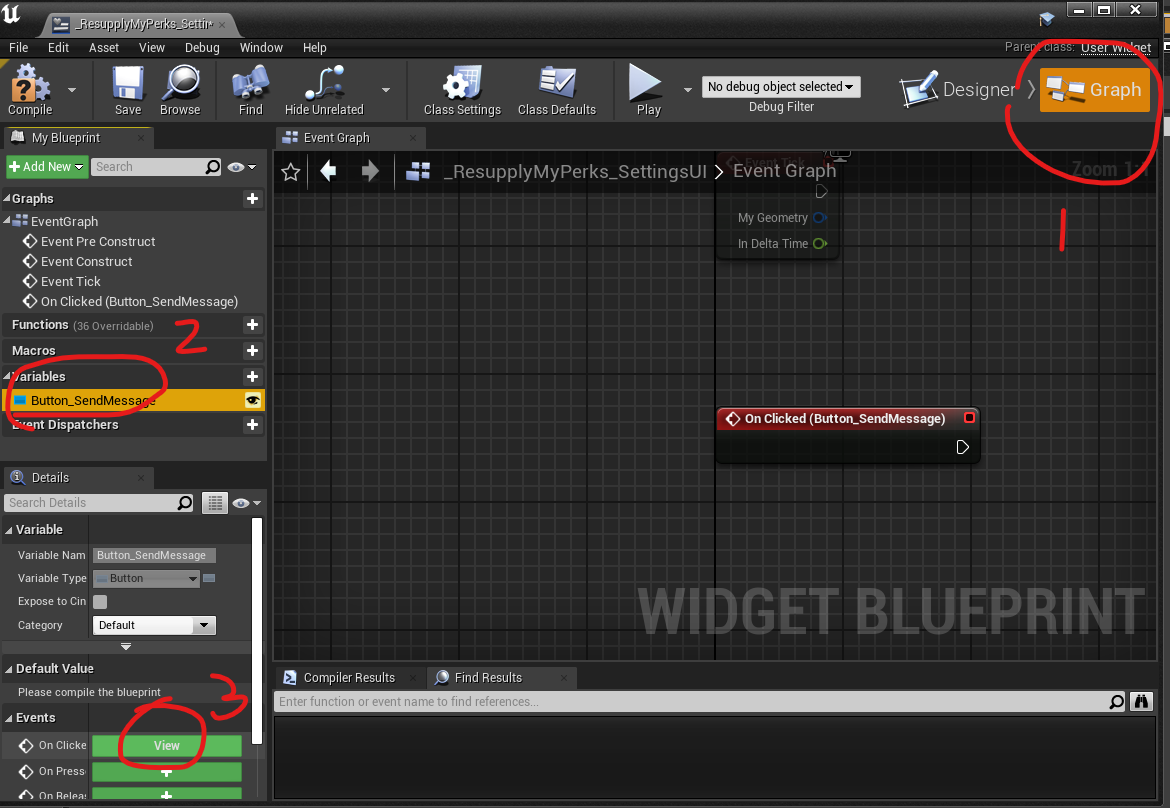 _ResupplyMyPerks_Settin*
File Edit Asset View Debug Window Help
Parent class: User Widget
Compile
Save
Browse
Find
Hide Unrelated
Class Settings
Class Defaults
Play
No debug object selected
Debug Filter
Designer
Graph
My Blueprint
Event Graph
Add New
Search
_ResupplyMyPerks_SettingsUI > Event Graph
Zoom 1:1
Event Tick
My Geometry
In Delta Time
Graphs
EventGraph
Event Pre Construct
Event Construct
Event Tick
On Clicked (Button_SendMessage)
Functions (36 Overridable)
Macros
Variables
Button_SendMessage
Event Dispatchers
1
2
On Clicked (Button_SendMessage)
WIDGET BLUEPRINT
Details
Search Details
Variable
Variable Nam Button_SendMessage
Variable Type Button
Expose to Cin
Category Default
Default Value
Please compile the blueprint
3
Events
On Clicke View
On Press
On Relea
Compiler Results
Find Results
Enter function or event name to find references...